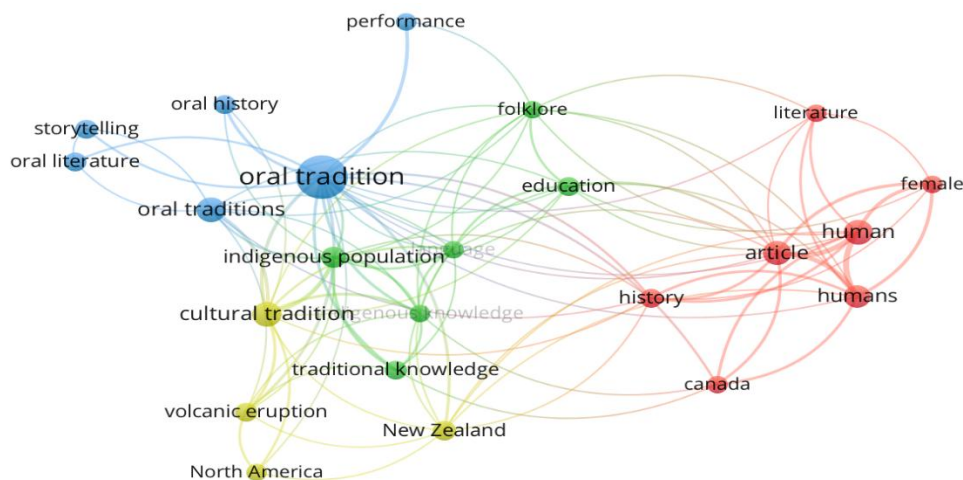 performance
oral history
folklore
literature
storytelling
oral literature
oral tradition
education
female
oral traditions
human
language
article
indigenous population
history
humans
cultural tradition
indigenous knowledge
traditional knowledge
canada
volcanic eruption
New Zealand
North America